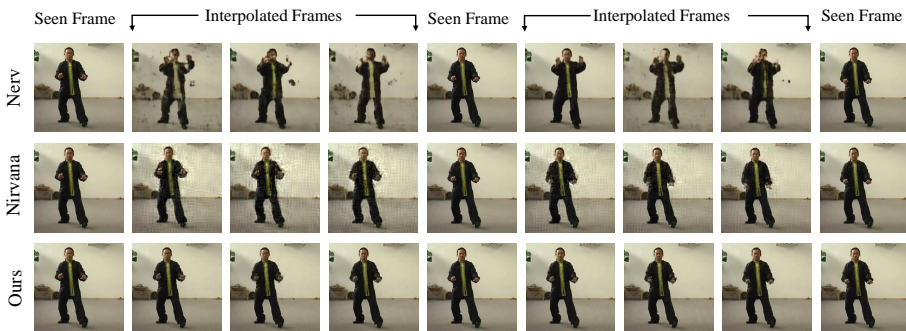 Seen Frame Interpolated Frames Seen Frame Interpolated Frames Seen Frame
Nerv
Nirvana
Ours